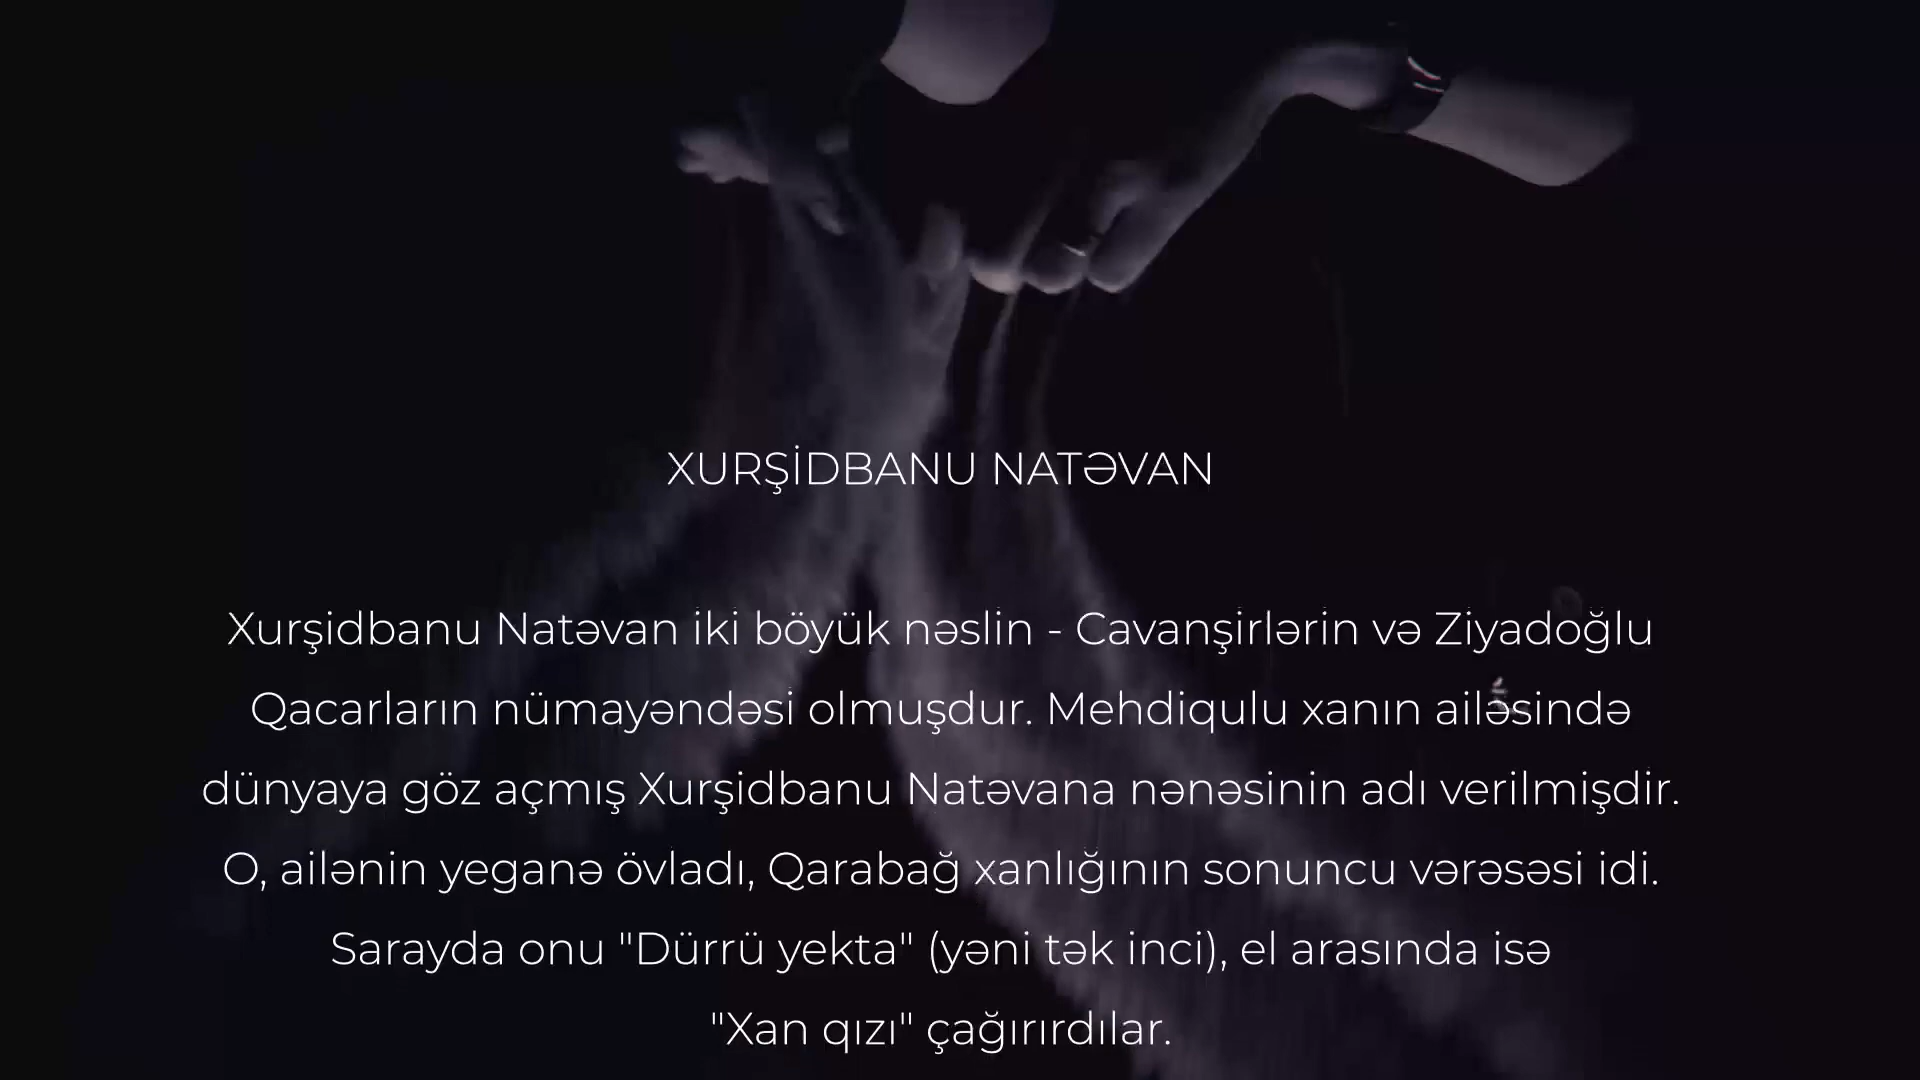 XURŞİDBANU NATƏVAN
Xurşidbanu Natəvan iki böyük nəslin - Cavanşirlərin və Ziyadoğlu
Qacarların nümayəndəsi olmuşdur. Mehdiqulu xanın ailəsində
dünyaya göz açmış Xurşidbanu Natəvana nənəsinin adı verilmişdir.
O, ailənin yeganə övladı, Qarabağ xanlığının sonuncu vərəsəsi idi.
Sarayda onu "Dürrü yekta" (yəni tək inci), el arasında isə
"Xan qızı" çağırırdılar.